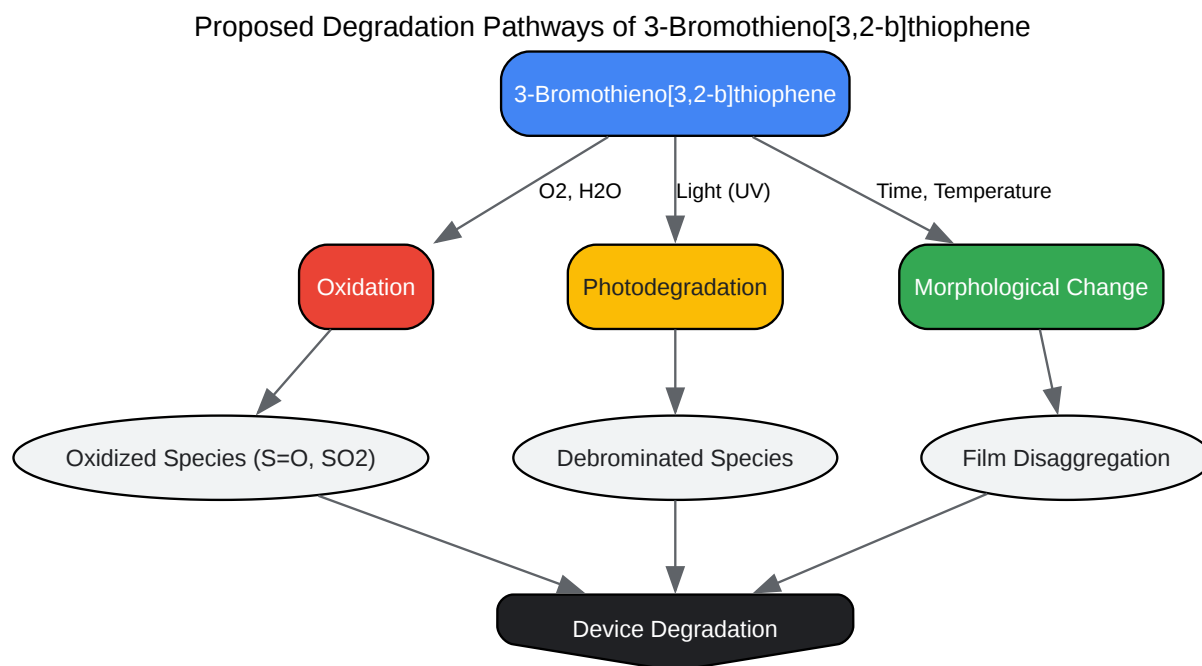 Proposed Degradation Pathways of 3-Bromothieno[3,2-b]thiophene
3-Bromothieno[3,2-b]thiophene
O2, H2O
Light (UV)
Time, Temperature
Oxidation
Photodegradation
Morphological Change
Oxidized Species (S=O, SO2)
Debrominated Species
Film Disaggregation
Device Degradation